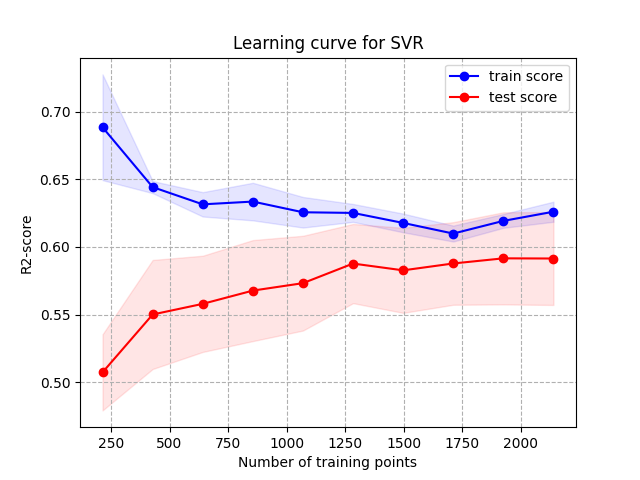 Learning curve for SVR
train score
test score
0.70
0.65
0.60
0.55
0.50
R2-score
250 500 750 1000 1250 1500 1750 2000
Number of training points